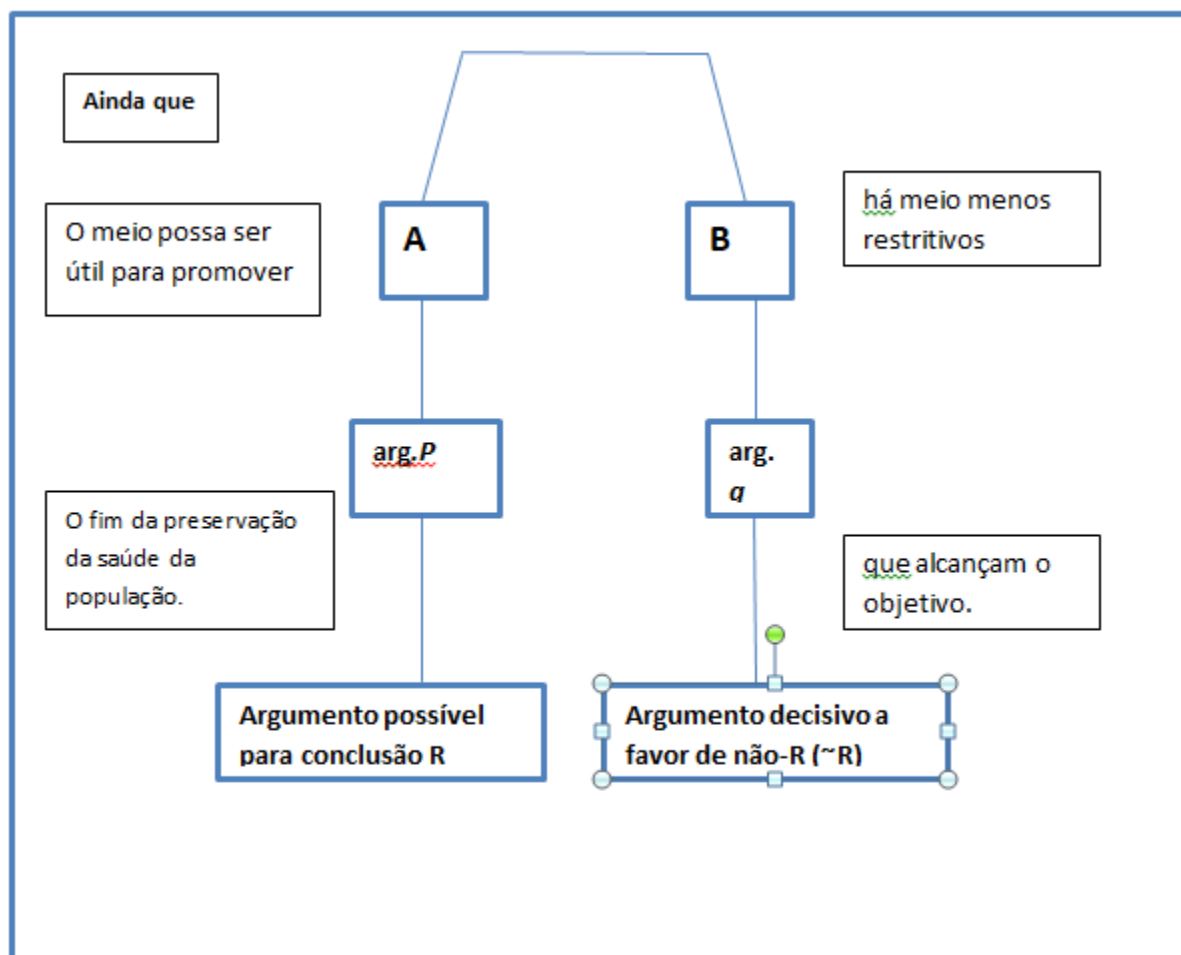 Ainda que
há meio menos
restritivos
O meio possa ser
útil para promover
A
B
arg.P
arg.
q
O fim da preservação
da saúde da
população.
que alcançam o
objetivo.
Argumento possível
para conclusão R
Argumento decisivo a
favor de não-R (~R)